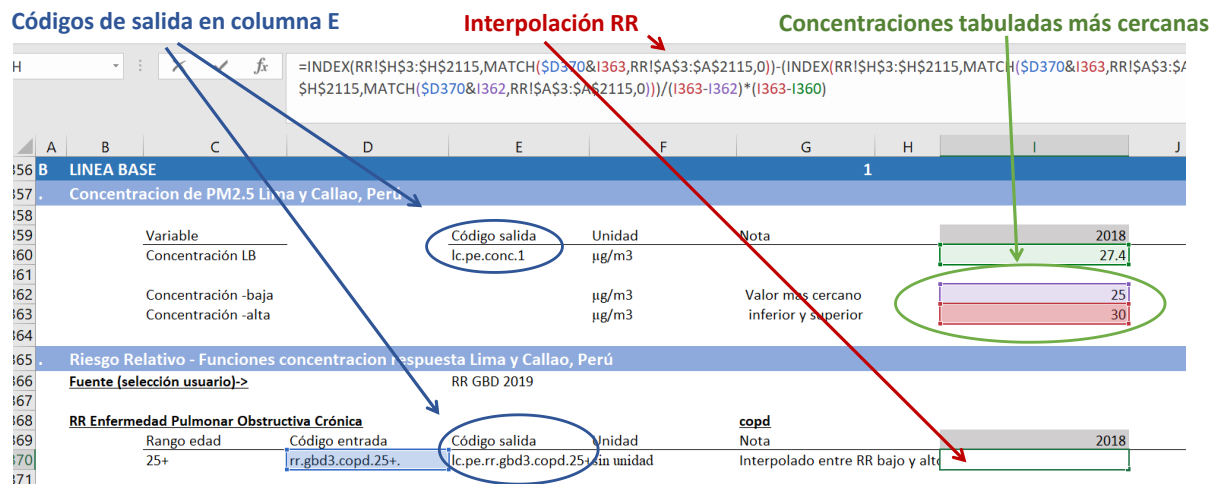 Códigos de salida en columna E Interpolación RR Concentraciones tabuladas más cercanas
H fx =INDEX(RR!$H$3:$H$2115,MATCH($D370&I363,RR!$A$3:$A$2115,0))-(INDEX(RR!$H$3:$H$2115,MATCH($D370&I363,RR!$A$3:$A
$H$2115,MATCH($D370&I362,RR!$A$3:$A$2115,0)))/(I363-I362)*(I363-I360)
A B C D E F G H I J
356 B LINEA BASE 1
357 . Concentracion de PM2.5 Lima y Callao, Perú
358
359 Variable Código salida Unidad Nota 2018
360 Concentración LB lc.pe.conc.1 µg/m3 27.4
361
362 Concentración -baja µg/m3 Valor mas cercano 25
363 Concentración -alta µg/m3 inferior y superior 30
364
365 . Riesgo Relativo - Funciones concentracion respuesta Lima y Callao, Perú
366 Fuente (selección usuario)-> RR GBD 2019
367
368 RR Enfermedad Pulmonar Obstructiva Crónica copd
369 Rango edad Código entrada Código salida Unidad Nota 2018
370 25+ rr.gbd3.copd.25+. lc.pe.rr.gbd3.copd.25+ sin unidad Interpolado entre RR bajo y alto
371